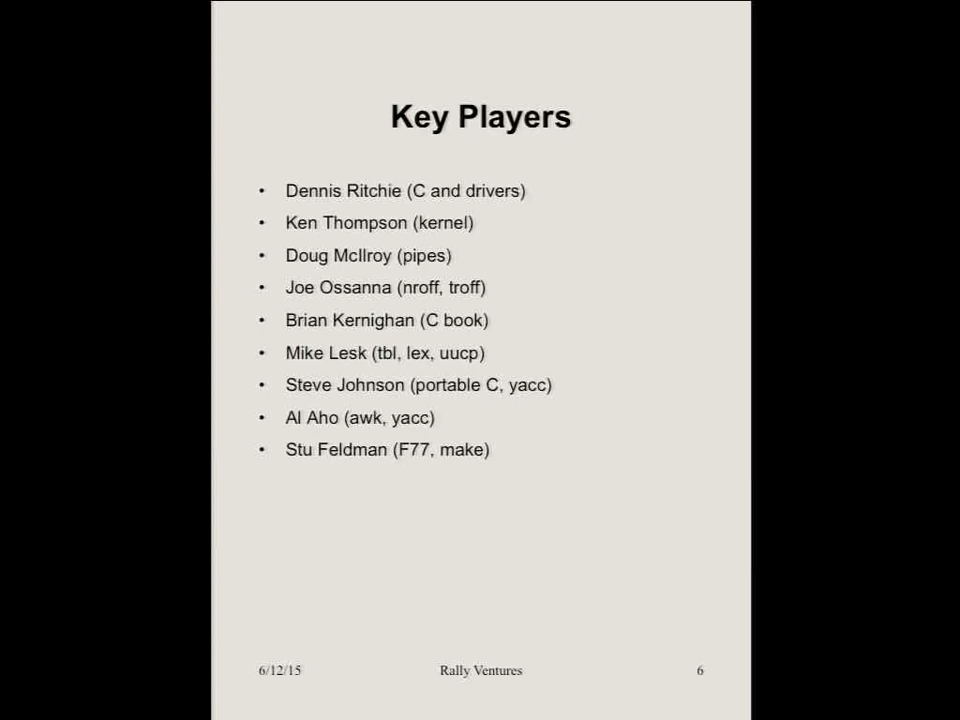 Key Players
• Dennis Ritchie (C and drivers)
• Ken Thompson (kernel)
• Doug McIlroy (pipes)
• Joe Ossanna (nroff, troff)
• Brian Kernighan (C book)
• Mike Lesk (tbl, lex, uucp)
• Steve Johnson (portable C, yacc)
• Al Aho (awk, yacc)
• Stu Feldman (F77, make)
6/12/15 Rally Ventures 6